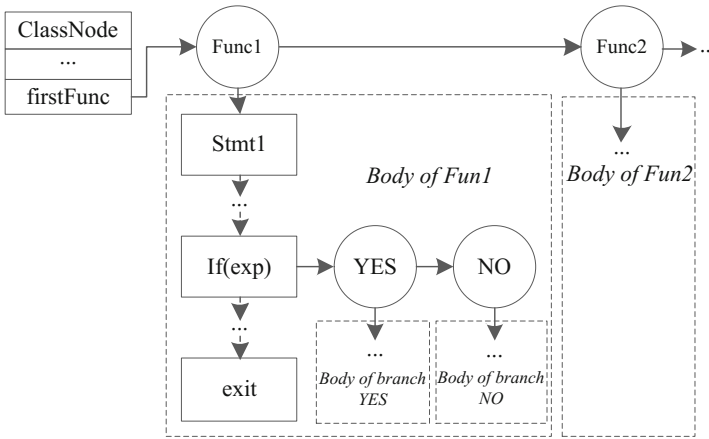 ClassNode
...
firstFunc
Func1
Func2
..
Stmt1
...
Body of Fun1
...
Body of Fun2
If(exp)
YES
NO
...
exit
...
Body of branch
YES
...
Body of branch
NO